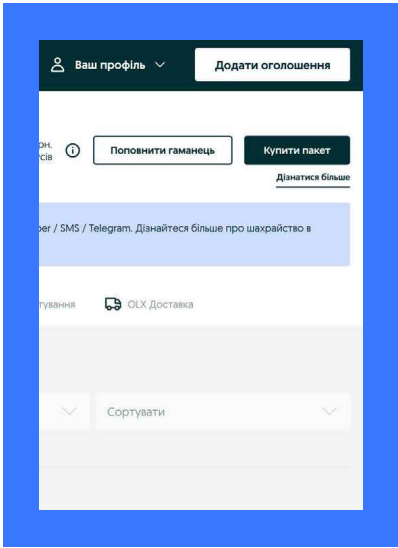 Ваш профіль
Додати оголошення
рн.
Поповнити гаманець
Купити пакет
Дізнатися більше
/ SMS / Telegram. Дізнайтеся більше про шахрайство в
OLX Доставка
Сортувати